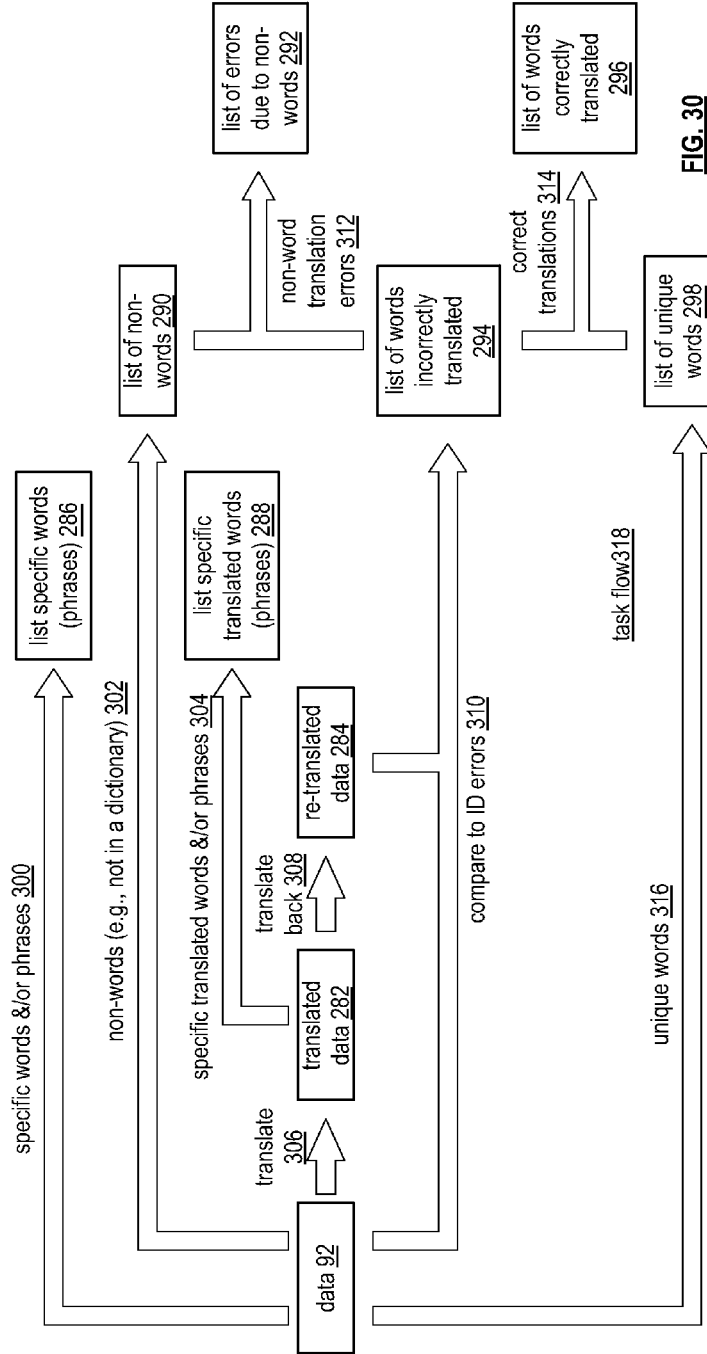 specific words &/or phrases 300
list specific words
(phrases) 286
non-words (e.g., not in a dictionary) 302
list of non-
words 290
list of errors
due to non-
words 292
specific translated words &/or phrases 304
list specific
translated words
(phrases) 288
non-word
translation
errors 312
data 92
translate
306
translated
data 282
translate
back 308
re-translated
data 284
compare to ID errors 310
list of words
incorrectly
translated
294
correct
translations 314
list of words
correctly
translated
296
unique words 316
task flow318
list of unique
words 298
FIG. 30